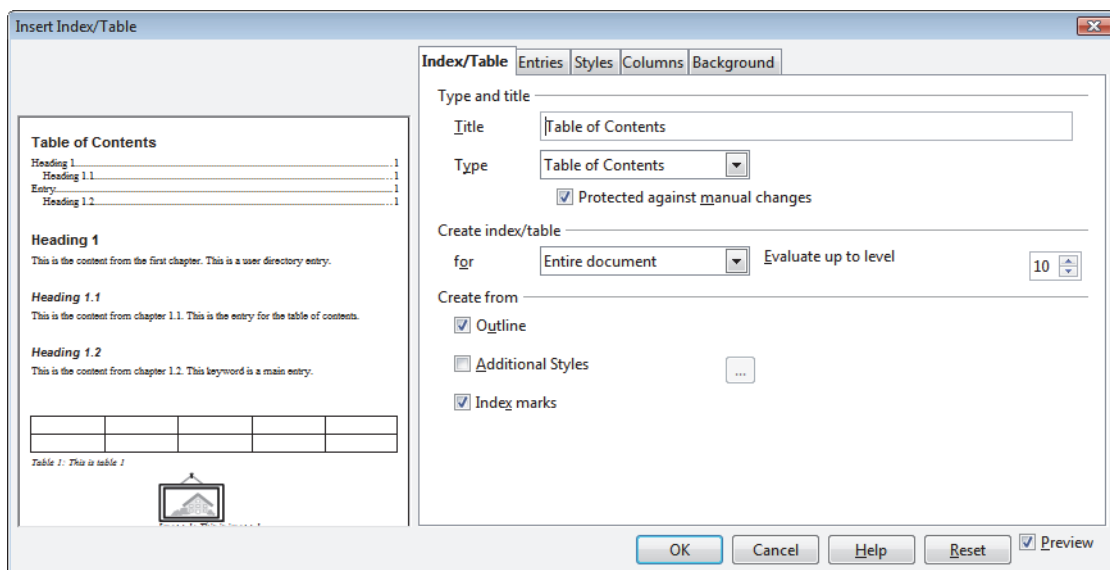 Insert Index/Table
Table of Contents
Heading 1 1
Heading 1.1 1
Entry 1
Heading 1.2 1
Heading 1
This is the content from the first chapter. This is a user directory entry.
Heading 1.1
This is the content from chapter 1.1. This is the entry for the table of contents.
Heading 1.2
This is the content from chapter 1.2. This keyword is a main entry.
Table 1: This is table 1
Index/Table Entries Styles Columns Background
Type and title
Title Table of Contents
Type Table of Contents
Protected against manual changes
Create index/table
for Entire document Evaluate up to level 10
Create from
Outline
Additional Styles ...
Index marks
OK Cancel Help Reset Preview